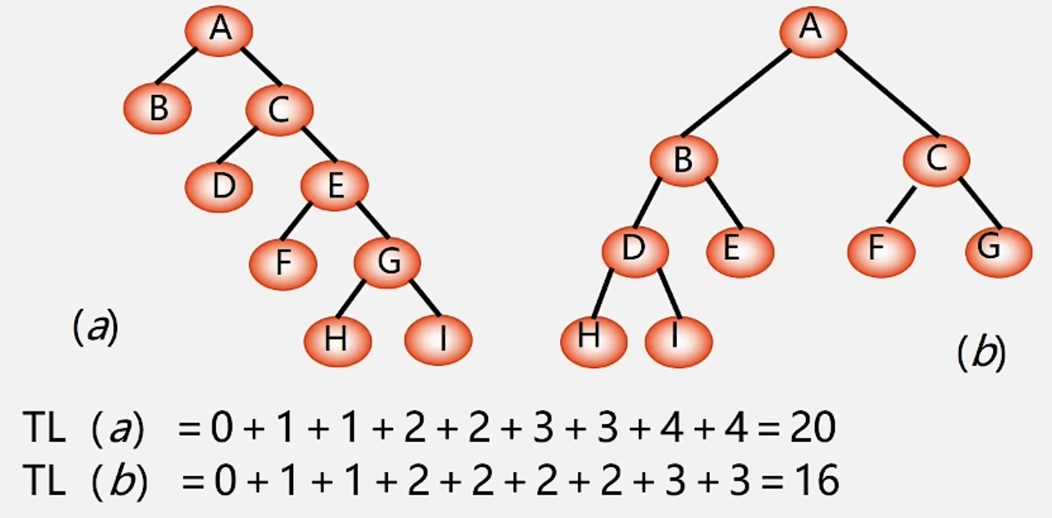 A
A
B
C
B
C
D
E
D
E
F
G
F
G
H
I
H
I
(a)
(b)
TL (a) =0+1+1+2+2+3+3+4+4=20
TL (b) =0+1+1+2+2+2+2+3+3=16